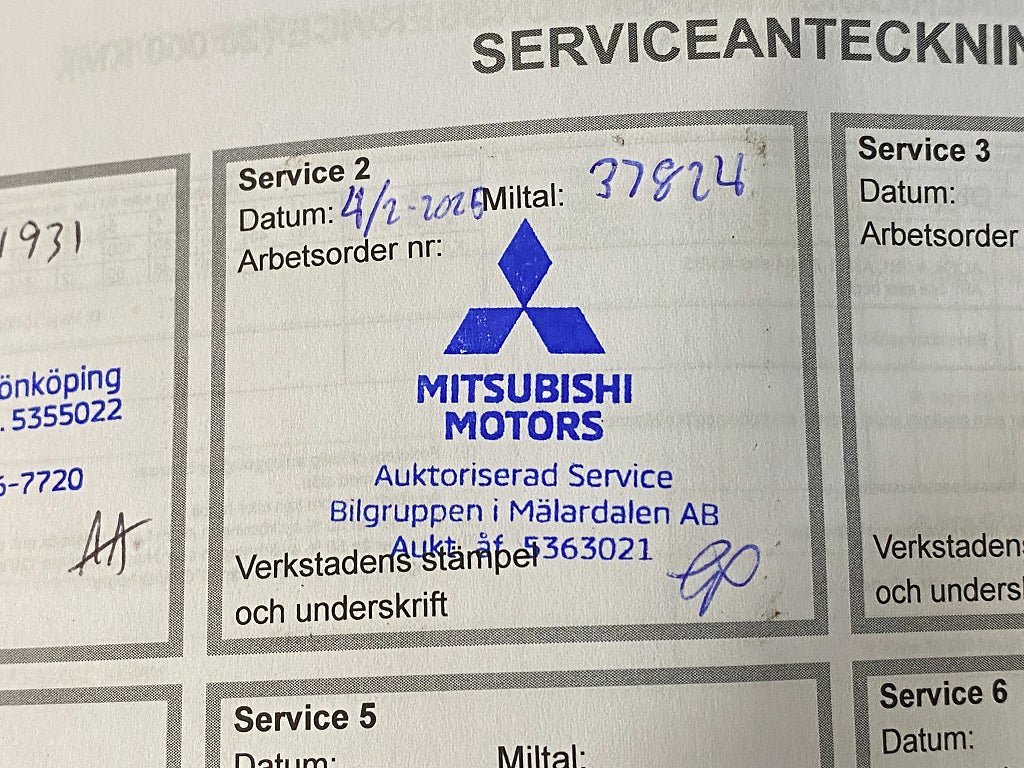 SERVICEANTECKNIN
1931
önköping
. 5355022
-7720
AA
Service 2
Datum: 4/2-2025 Miltal: 37824
Arbetsorder nr:
MITSUBISHI
MOTORS
Auktoriserad Service
Bilgruppen i Mälardalen AB
Aukt. åf. 5363021
Verkstadens stämpel
och underskrift
Service 3
Datum:
Arbetsorder
Verkstadens
och unders
Service 5
Datum: Miltal:
Service 6
Datum: